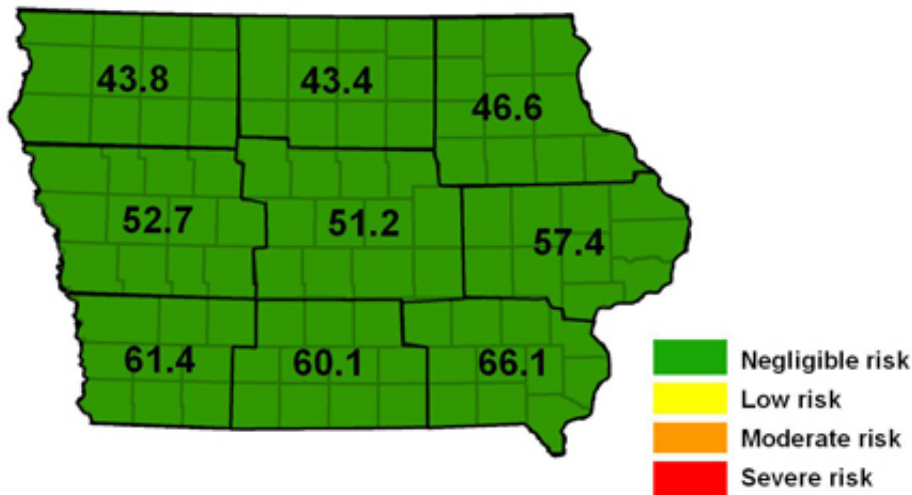 43.8
43.4
46.6
52.7
51.2
57.4
61.4
60.1
66.1
Negligible risk
Low risk
Moderate risk
Severe risk